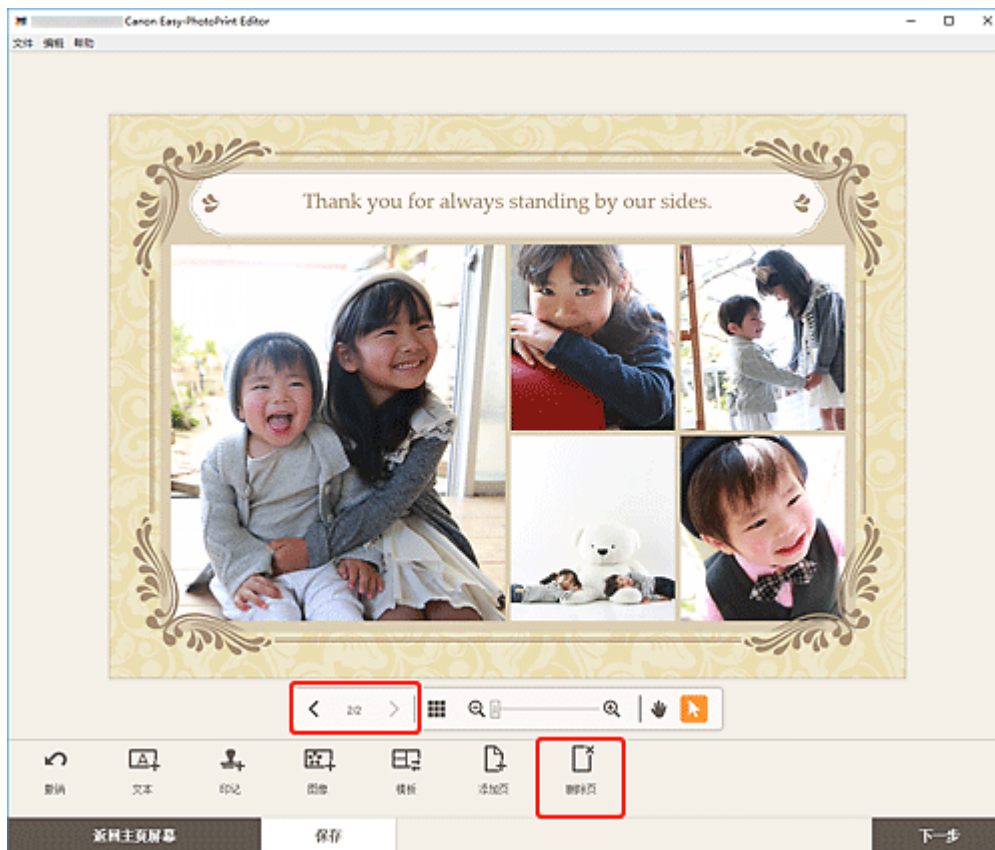 Canon Easy-PhotoPrint Editor
文件 编辑 帮助
Thank you for always standing by our sides.
2/2
撤销 文本 印记 图像 模板 添加页 删除页
返回主页屏幕 保存 下一步